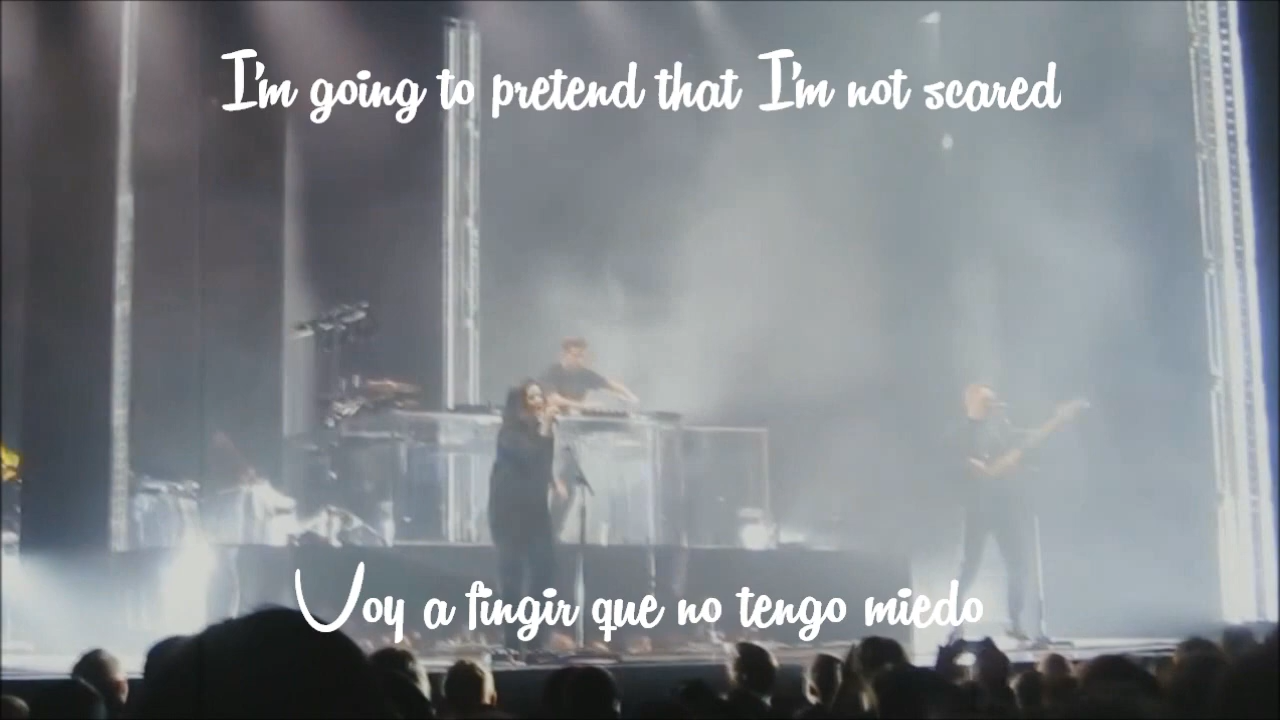 I'm going to pretend that I'm not scared
Voy a fingir que no tengo miedo